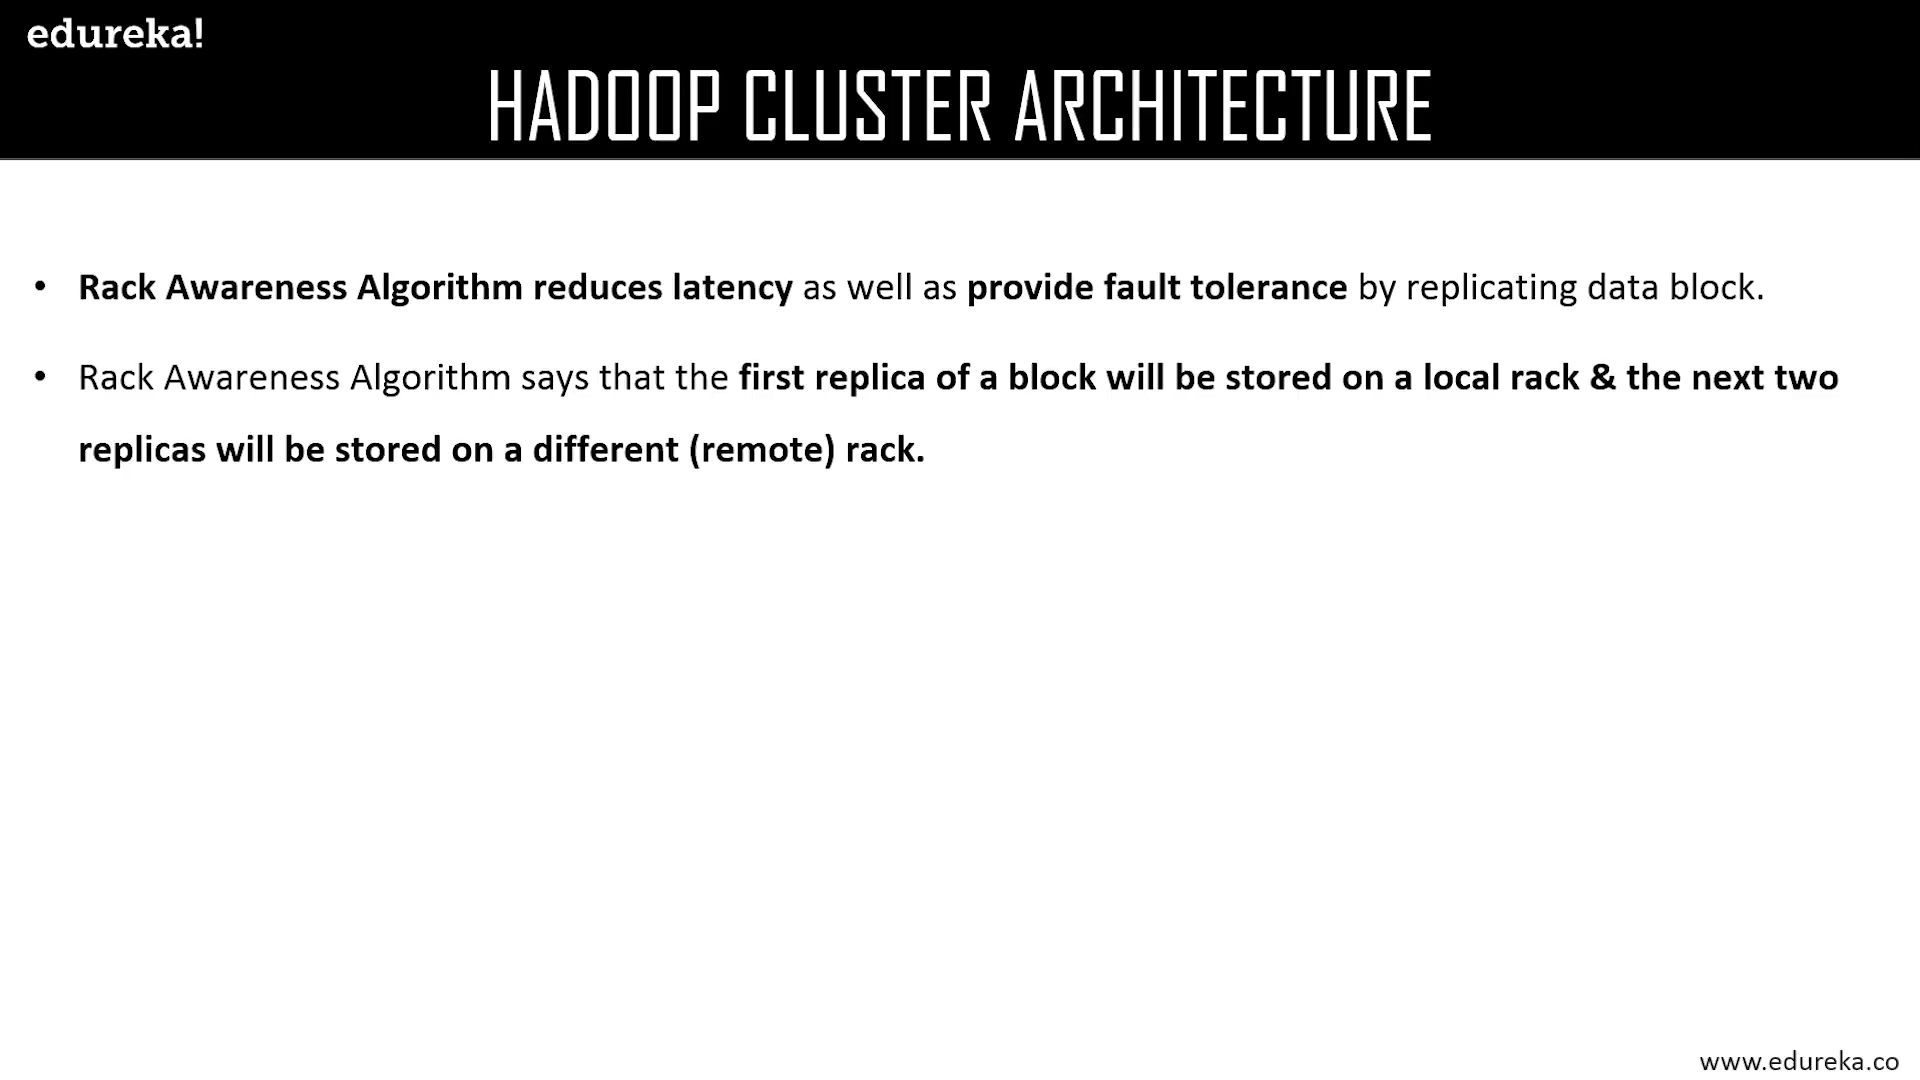 edureka!
HADOOP CLUSTER ARCHITECTURE
• Rack Awareness Algorithm reduces latency as well as provide fault tolerance by replicating data block.
• Rack Awareness Algorithm says that the first replica of a block will be stored on a local rack & the next two
replicas will be stored on a different (remote) rack.
www.edureka.co